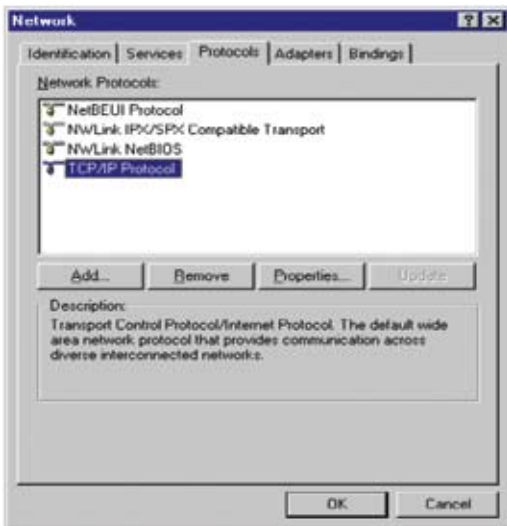 Network
Identification Services Protocols Adapters Bindings
Network Protocols:
NetBEUI Protocol
NWLink IPX/SPX Compatible Transport
NWLink NetBIOS
TCP/IP Protocol
Add... Remove Properties... Update
Description:
Transport Control Protocol/Internet Protocol. The default wide
area network protocol that provides communication across
diverse interconnected networks.
OK Cancel